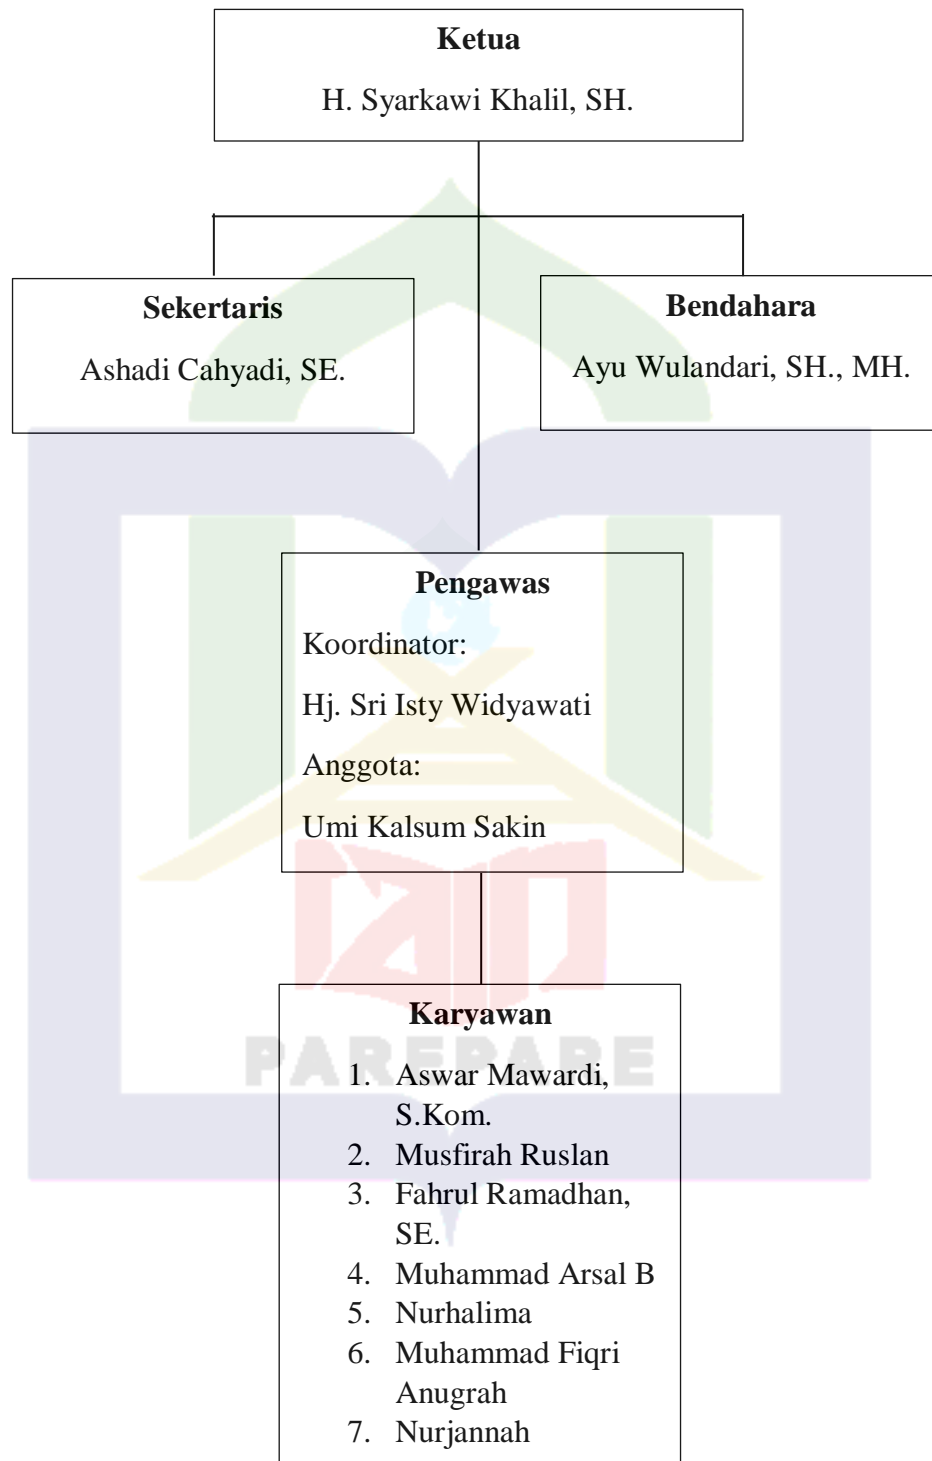 Ketua
H. Syarkawi Khalil, SH.
Sekertaris
Ashadi Cahyadi, SE.
Bendahara
Ayu Wulandari, SH., MH.
Pengawas
Koordinator:
Hj. Sri Isty Widyawati
Anggota:
Umi Kalsum Sakin
Karyawan
PAREPARE
1. Aswar Mawardi,
S.Kom.
2. Musfirah Ruslan
3. Fahrul Ramadhan,
SE.
4. Muhammad Arsal B
5. Nurhalima
6. Muhammad Fiqri
Anugrah
7. Nurjannah